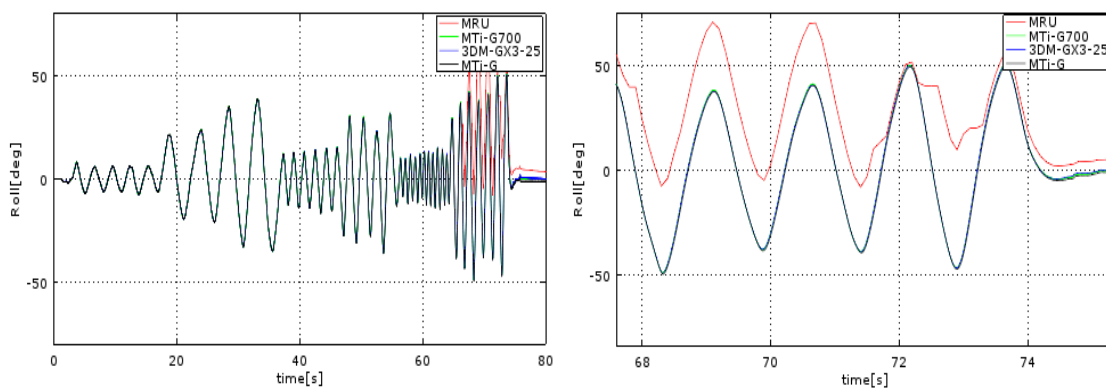 MRU
MTi-G700
3DM-GX3-25
MTi-G
50
0
-50
Roll[deg]
0 20 40 60 80
time[s]
MRU
MTi-G700
3DM-GX3-25
MTi-G
50
0
-50
Roll[deg]
68 70 72 74
time[s]